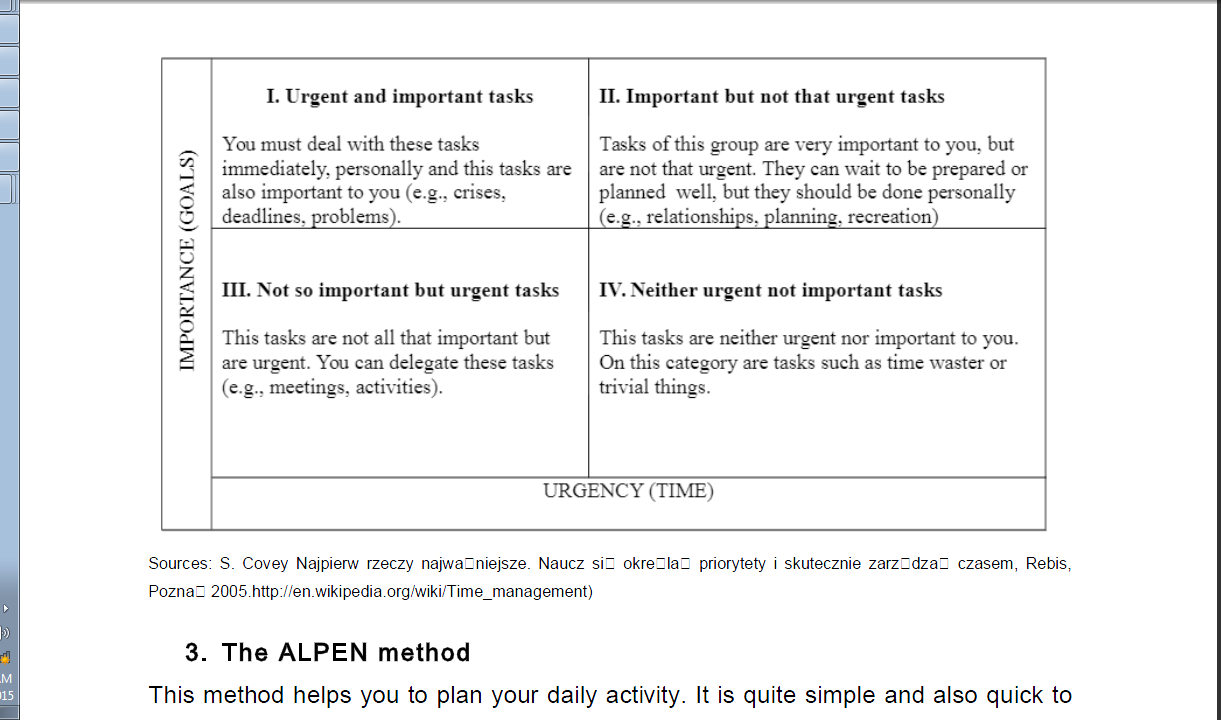 IMPORTANCE (GOALS)
I. Urgent and important tasks
You must deal with these tasks
immediately, personally and this tasks are
also important to you (e.g., crises,
deadlines, problems).
II. Important but not that urgent tasks
Tasks of this group are very important to you, but
are not that urgent. They can wait to be prepared or
planned well, but they should be done personally
(e.g., relationships, planning, recreation)
III. Not so important but urgent tasks
This tasks are not all that important but
are urgent. You can delegate these tasks
(e.g., meetings, activities).
IV. Neither urgent not important tasks
This tasks are neither urgent nor important to you.
On this category are tasks such as time waster or
trivial things.
URGENCY (TIME)
Sources: S. Covey Najpierw rzeczy najwa□niejsze. Naucz si□ okre□la□ priorytety i skutecznie zarz□dza□ czasem, Rebis,
Pozna□ 2005.http://en.wikipedia.org/wiki/Time_management)
3. The ALPEN method
This method helps you to plan your daily activity. It is quite simple and also quick to
M
15